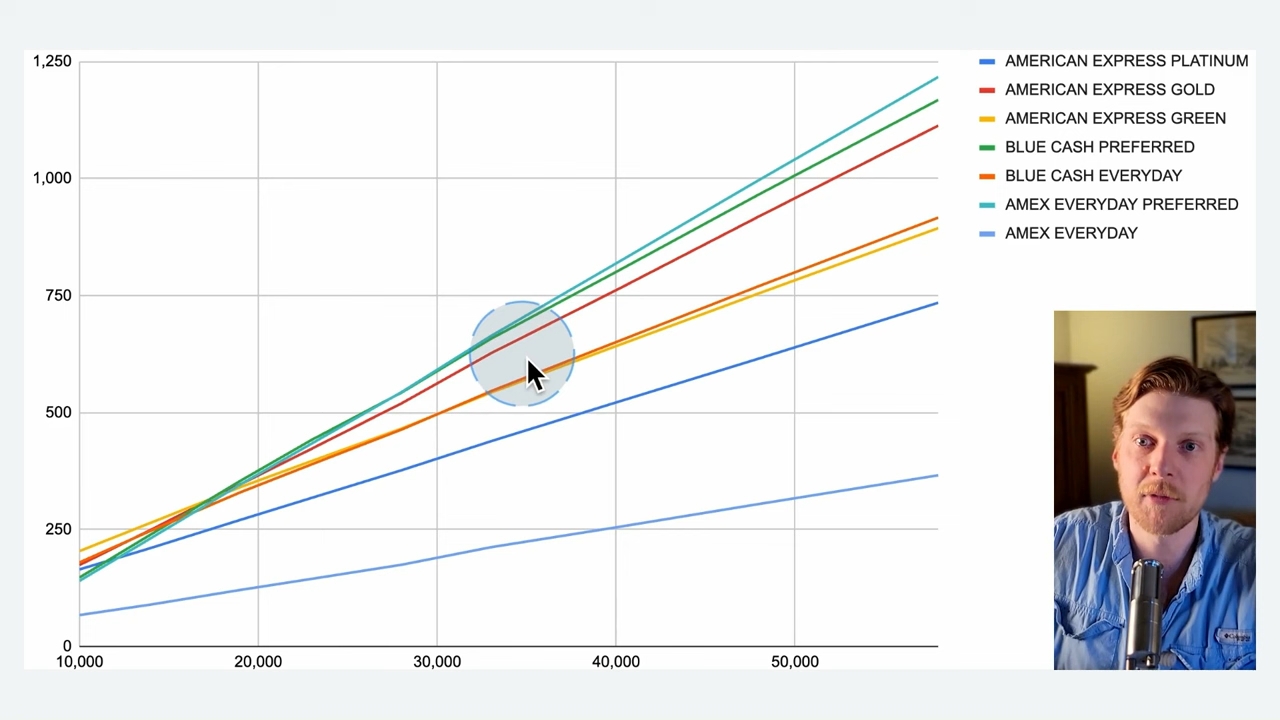 1,250
1,000
750
500
250
0
10,000
20,000
30,000
40,000
50,000
AMERICAN EXPRESS PLATINUM
AMERICAN EXPRESS GOLD
AMERICAN EXPRESS GREEN
BLUE CASH PREFERRED
BLUE CASH EVERYDAY
AMEX EVERYDAY PREFERRED
AMEX EVERYDAY
Columbia